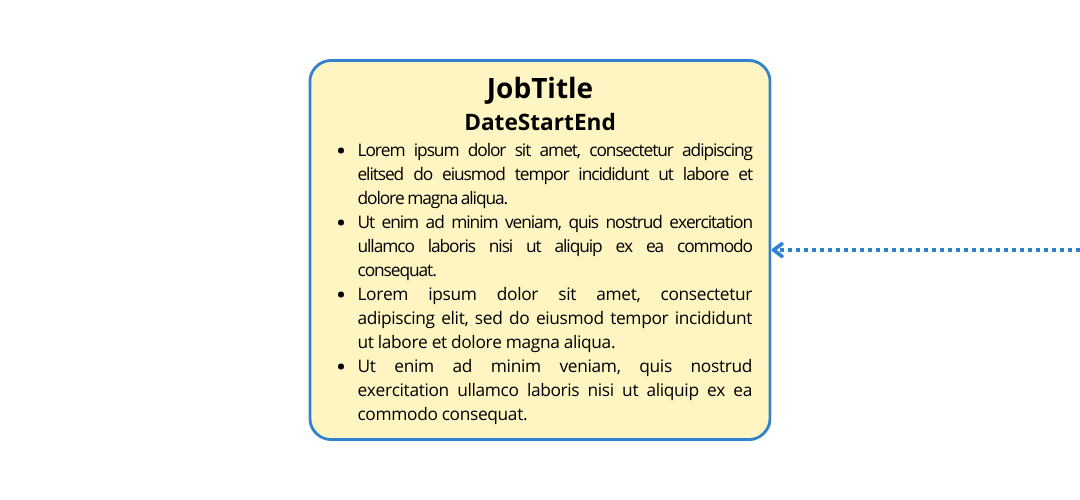 JobTitle
DateStartEnd
• Lorem ipsum dolor sit amet, consectetur adipiscing
elitsed do eiusmod tempor incididunt ut labore et
dolore magna aliqua.
• Ut enim ad minim veniam, quis nostrud exercitation
ullamco laboris nisi ut aliquip ex ea commodo
consequat.
• Lorem ipsum dolor sit amet, consectetur
adipiscing elit, sed do eiusmod tempor incididunt
ut labore et dolore magna aliqua.
• Ut enim ad minim veniam, quis nostrud
exercitation ullamco laboris nisi ut aliquip ex ea
commodo consequat.